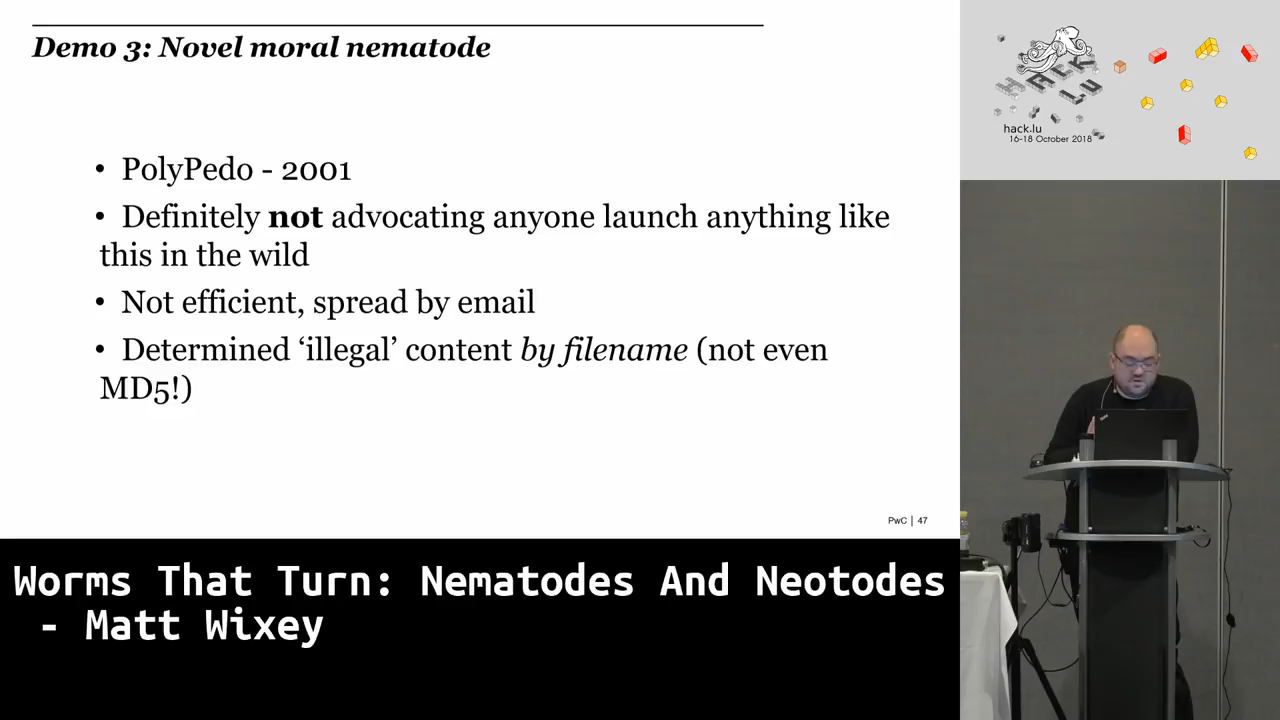 Demo 3: Novel moral nematode
• PolyPedo - 2001
• Definitely not advocating anyone launch anything like
this in the wild
• Not efficient, spread by email
• Determined ‘illegal’ content by filename (not even
MD5!)
PwC | 47
HACK
LU
hack.lu
16-18 October 2018
Worms That Turn: Nematodes And Neotodes
- Matt Wixey